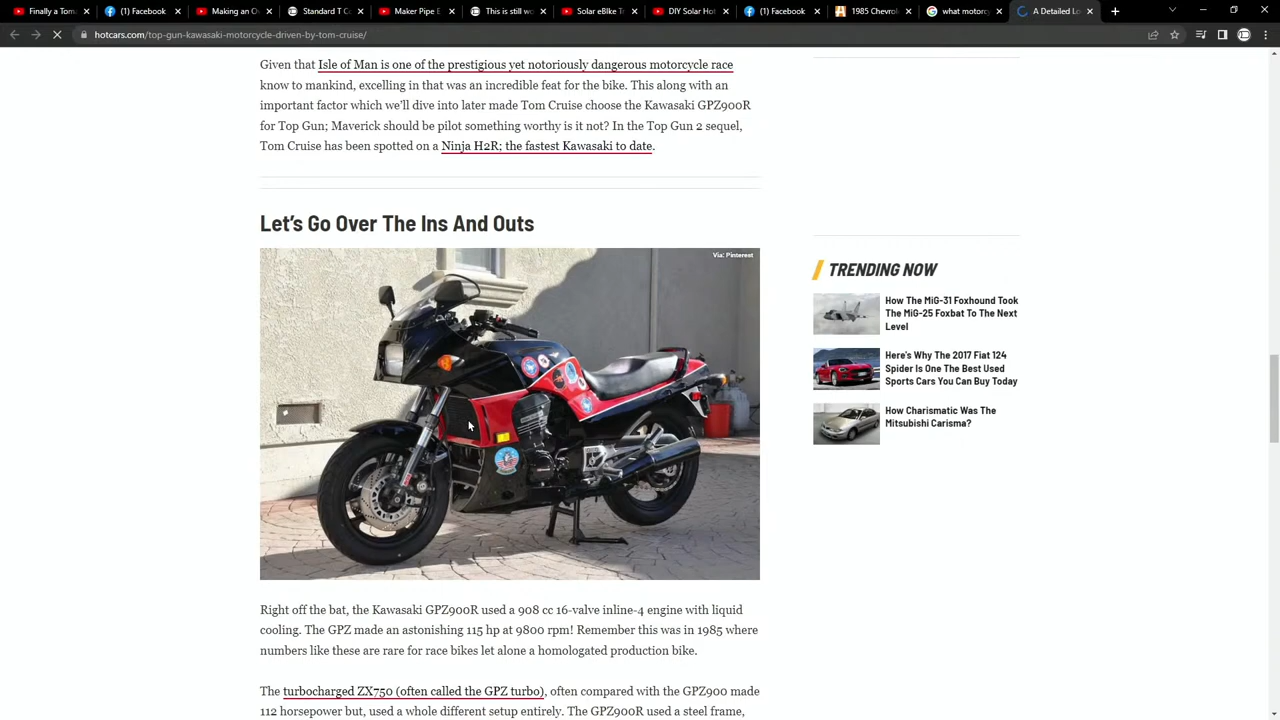 Finally a Toma
(1) Facebook
Making an Ov
Standard T Co
Maker Pipe E
This is still wo
Solar eBike Tr
DIY Solar Hot
(1) Facebook
1985 Chevrol
what motorc
A Detailed Lo
hotcars.com/top-gun-kawasaki-motorcycle-driven-by-tom-cruise/
Given that Isle of Man is one of the prestigious yet notoriously dangerous motorcycle race
know to mankind, excelling in that was an incredible feat for the bike. This along with an
important factor which we'll dive into later made Tom Cruise choose the Kawasaki GPZ900R
for Top Gun; Maverick should be pilot something worthy is it not? In the Top Gun 2 sequel,
Tom Cruise has been spotted on a Ninja H2R; the fastest Kawasaki to date.
Let's Go Over The Ins And Outs
Via: Pinterest
Right off the bat, the Kawasaki GPZ900R used a 908 cc 16-valve inline-4 engine with liquid
cooling. The GPZ made an astonishing 115 hp at 9800 rpm! Remember this was in 1985 where
numbers like these are rare for race bikes let alone a homologated production bike.
The turbocharged ZX750 (often called the GPZ turbo), often compared with the GPZ900 made
112 horsepower but, used a whole different setup entirely. The GPZ900R used a steel frame,
TRENDING NOW
How The MiG-31 Foxhound Took
The MiG-25 Foxbat To The Next
Level
Here's Why The 2017 Fiat 124
Spider Is One The Best Used
Sports Cars You Can Buy Today
How Charismatic Was The
Mitsubishi Carisma?